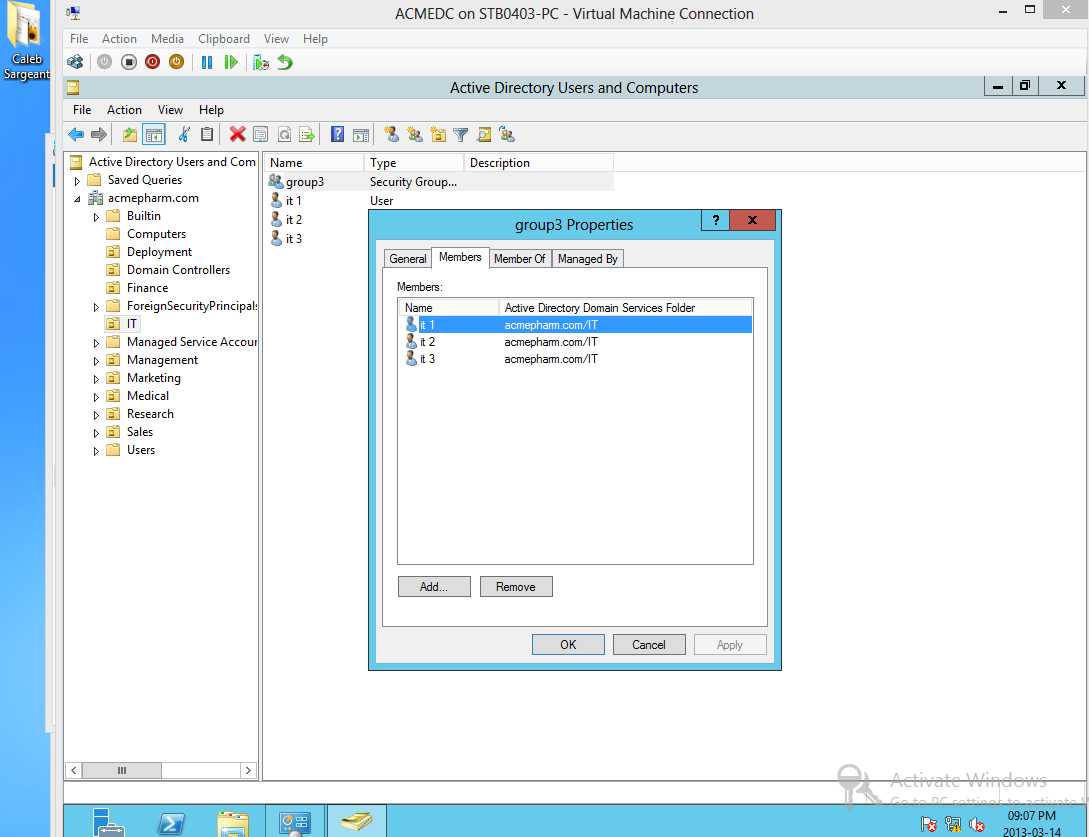 Caleb
Sargeant
ACMEDC on STB0403-PC - Virtual Machine Connection
File Action Media Clipboard View Help
Active Directory Users and Computers
File Action View Help
Active Directory Users and Com
Saved Queries
acmepharm.com
Builtin
Computers
Deployment
Domain Controllers
Finance
ForeignSecurityPrincipals
IT
Managed Service Accour
Management
Marketing
Medical
Research
Sales
Users
Name Type Description
group3 Security Group...
it 1 User
it 2
it 3
group3 Properties
General Members Member Of Managed By
Members:
Name Active Directory Domain Services Folder
it 1 acmepharm.com/IT
it 2 acmepharm.com/IT
it 3 acmepharm.com/IT
Add... Remove
OK Cancel Apply
Activate Windows
Go to PC settings to activate W
09:07 PM
2013-03-14